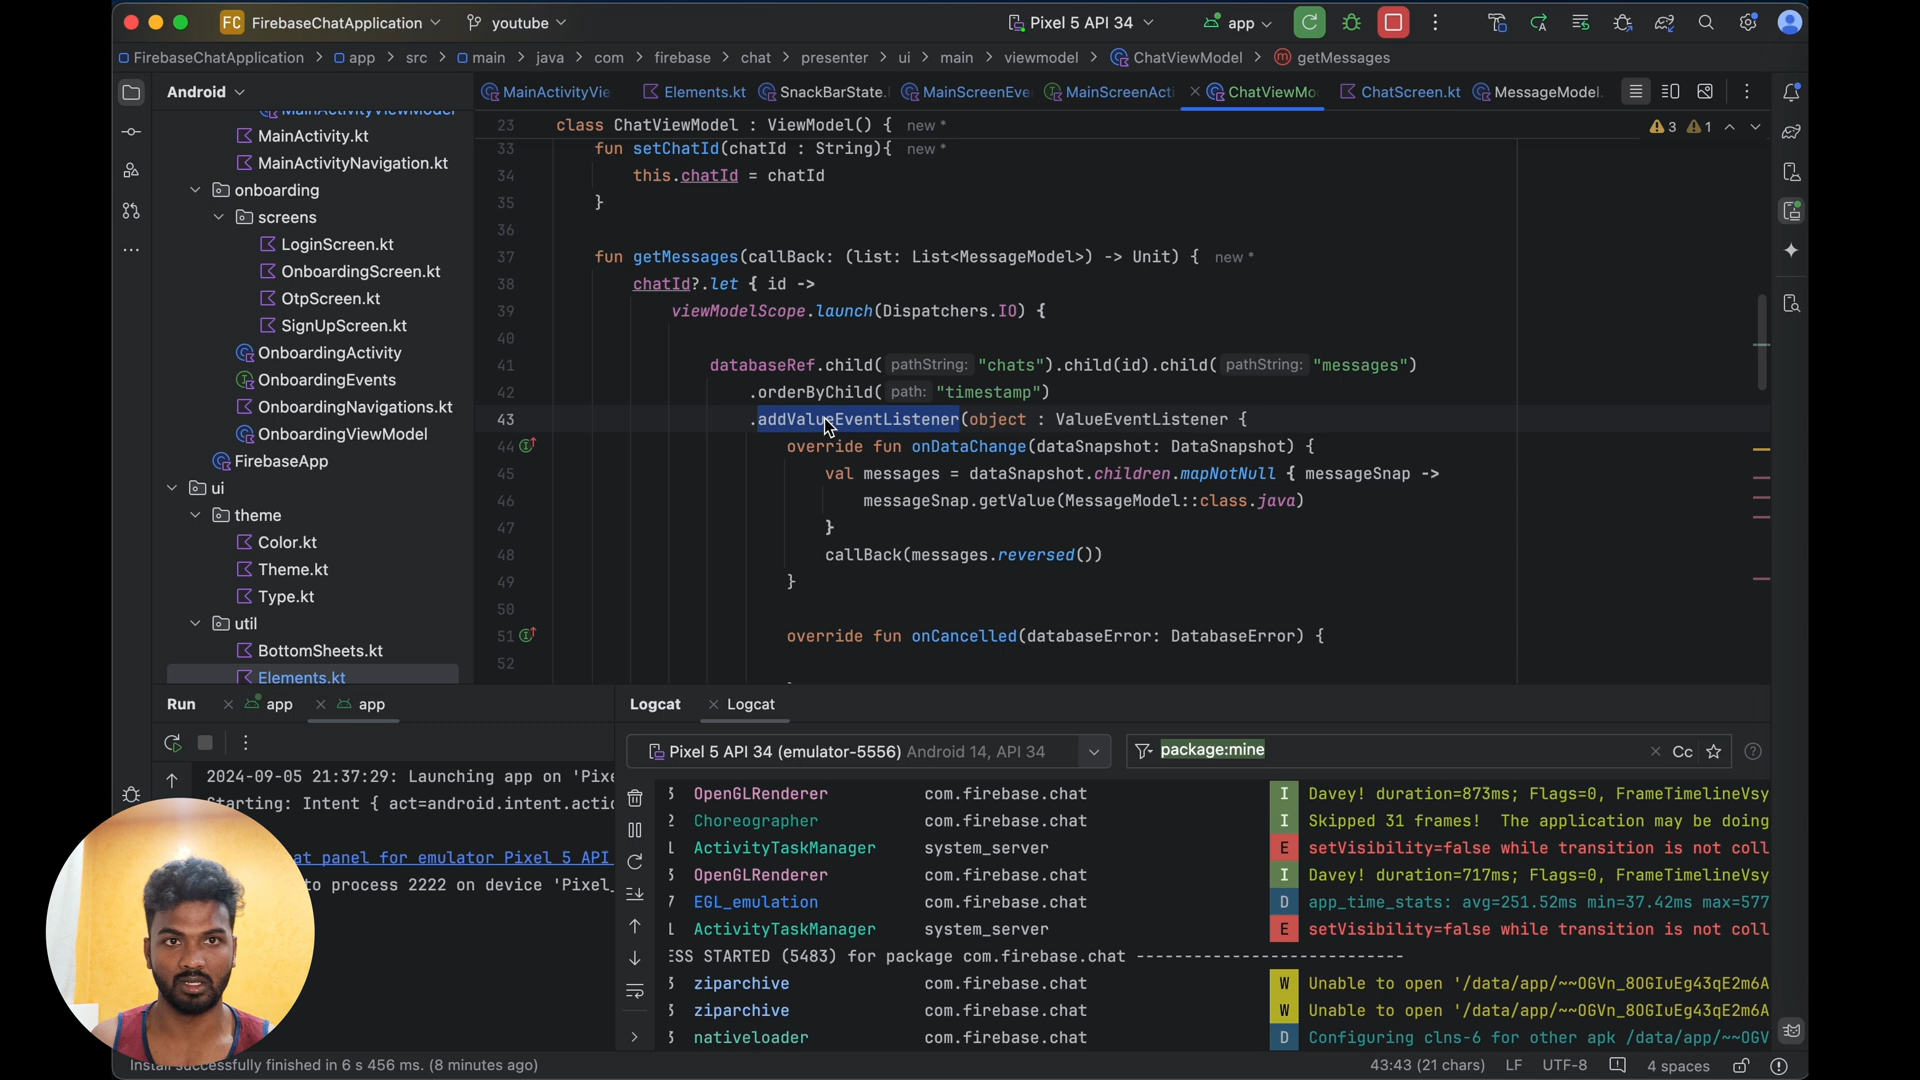 FC FirebaseChatApplication youtube Pixel 5 API 34 app
FirebaseChatApplication > app > src > main > java > com > firebase > chat > presenter > ui > main > viewmodel > ChatViewModel > getMessages
Android
MainActivityVie Elements.kt SnackBarState. MainScreenEve MainScreenActi ChatViewMo ChatScreen.kt MessageModel.
MainActivityViewModel
MainActivity.kt
MainActivityNavigation.kt
onboarding
screens
LoginScreen.kt
OnboardingScreen.kt
OtpScreen.kt
SignUpScreen.kt
OnboardingActivity
OnboardingEvents
OnboardingNavigations.kt
OnboardingViewModel
FirebaseApp
ui
theme
Color.kt
Theme.kt
Type.kt
util
BottomSheets.kt
Elements.kt
23 class ChatViewModel : ViewModel() { new *
3 1
33 fun setChatId(chatId : String){ new *
34 this.chatId = chatId
35 }
36
37 fun getMessages(callBack: (list: List<MessageModel>) -> Unit) { new *
38 chatId?.let { id ->
39 viewModelScope.launch(Dispatchers.IO) {
40
41 databaseRef.child( pathString: "chats").child(id).child( pathString: "messages")
42 .orderByChild( path: "timestamp")
43 .addValueEventListener(object : ValueEventListener {
44 override fun onDataChange(dataSnapshot: DataSnapshot) {
45 val messages = dataSnapshot.children.mapNotNull { messageSnap ->
46 messageSnap.getValue(MessageModel::class.java)
47 }
48 callBack(messages.reversed())
49 }
50
51 override fun onCancelled(databaseError: DatabaseError) {
52
Run app app
2024-09-05 21:37:29: Launching app on 'Pixe
Starting: Intent { act=android.intent.actio
at panel for emulator Pixel 5 API
to process 2222 on device 'Pixel_
Logcat Logcat
Pixel 5 API 34 (emulator-5556) Android 14, API 34
package:mine
Cc
OpenGLRenderer com.firebase.chat I Davey! duration=873ms; Flags=0, FrameTimelineVsy
Choreographer com.firebase.chat I Skipped 31 frames! The application may be doing
ActivityTaskManager system_server E setVisibility=false while transition is not coll
OpenGLRenderer com.firebase.chat I Davey! duration=717ms; Flags=0, FrameTimelineVsy
EGL_emulation com.firebase.chat D app_time_stats: avg=251.52ms min=37.42ms max=577
ActivityTaskManager system_server E setVisibility=false while transition is not coll
ESS STARTED (5483) for package com.firebase.chat ----------------------------
ziparchive com.firebase.chat W Unable to open '/data/app/~~OGVn_8OGIuEg43qE2m6A
ziparchive com.firebase.chat W Unable to open '/data/app/~~OGVn_8OGIuEg43qE2m6A
nativeloader com.firebase.chat D Configuring clns-6 for other apk /data/app/~~OGV
Install successfully finished in 6 s 456 ms. (8 minutes ago)
43:43 (21 chars) LF UTF-8 4 spaces